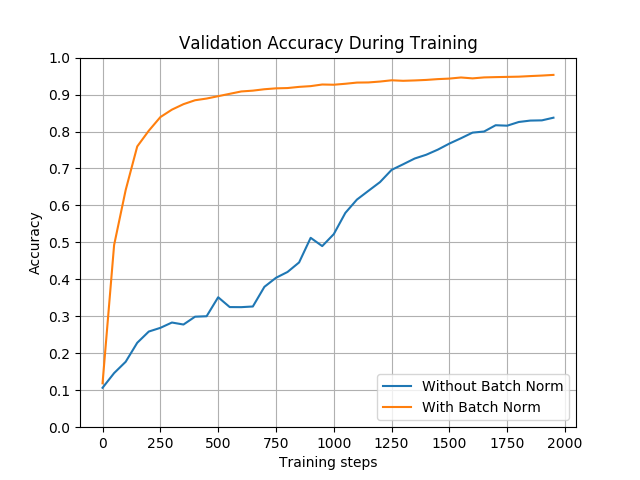 Validation Accuracy During Training
1.0
0.9
0.8
0.7
0.6
0.5
0.4
0.3
0.2
0.1
0.0
Accuracy
Without Batch Norm
With Batch Norm
0 250 500 750 1000 1250 1500 1750 2000
Training steps